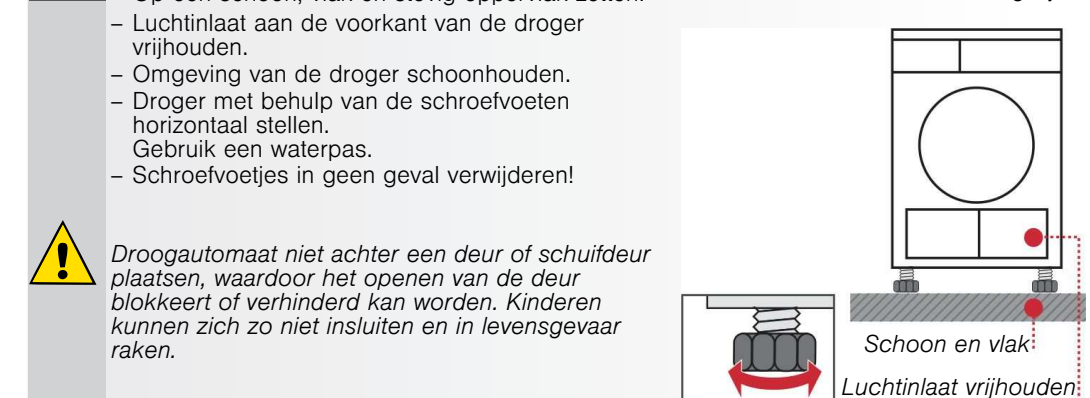 – Luchtinlaat aan de voorkant van de droger
vrijhouden.
– Omgeving van de droger schoonhouden.
– Droger met behulp van de schroefvoeten
horizontaal stellen.
Gebruik een waterpas.
– Schroefvoetjes in geen geval verwijderen!
Droogautomaat niet achter een deur of schuifdeur
plaatsen, waardoor het openen van de deur
blokkeert of verhinderd kan worden. Kinderen
kunnen zich zo niet insluiten en in levensgevaar
raken.
Schoon en vlak
Luchtinlaat vrijhouden